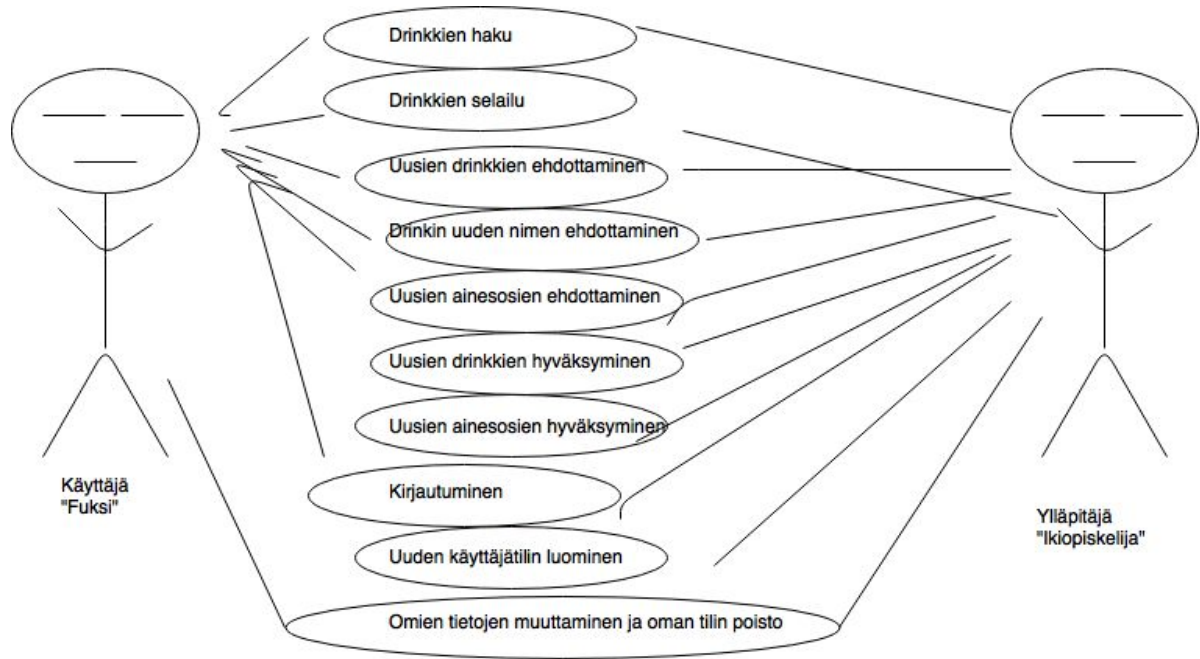 Drinkkien haku
Drinkkien selailu
Uusien drinkkien ehdottaminen
Drinkin uuden nimen ehdottaminen
Uusien ainesosien ehdottaminen
Uusien drinkkien hyväksyminen
Uusien ainesosien hyväksyminen
Kirjautuminen
Uuden käyttäjätilin luominen
Omien tietojen muuttaminen ja oman tilin poisto
Käyttäjä
"Fuksi"
Ylläpitäjä
"Ikiopiskelija"